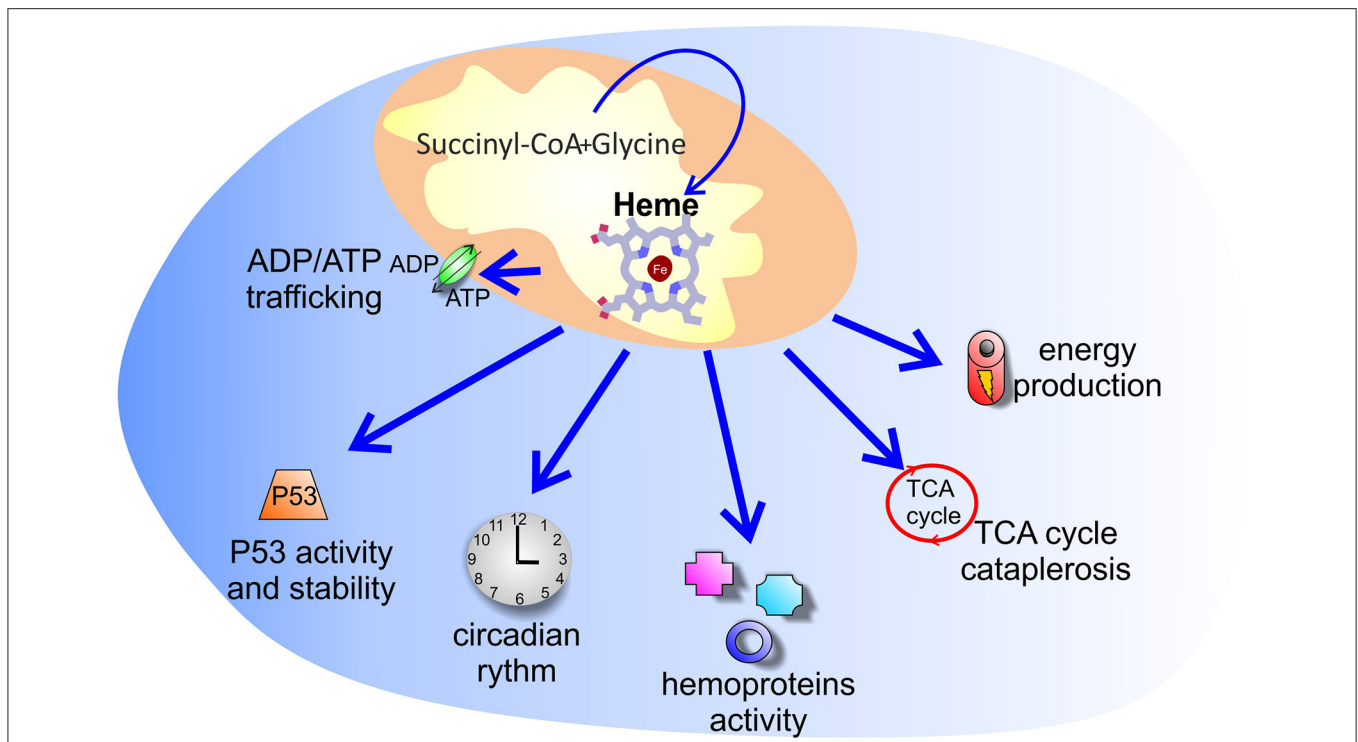 Succinyl-CoA+Glycine
Heme
Fe
ADP/ATP
trafficking
ADP
ATP
energy
production
P53
P53 activity
and stability
12
1
2
3
4
5
6
7
8
9
10
11
circadian
rythm
hemoproteins
activity
TCA
cycle
TCA cycle
cataplerosis